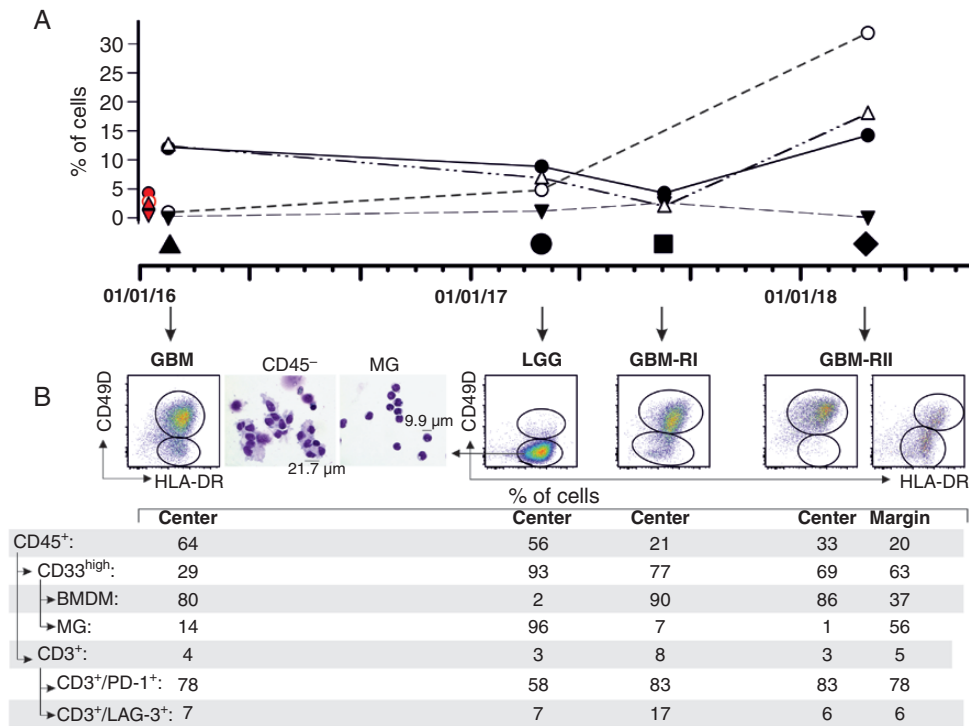 A
% of cells
30
25
20
15
10
5
0
01/01/16
01/01/17
01/01/18
GBM
CD45⁻
MG
LGG
GBM-RI
GBM-RII
B
CD49D
HLA-DR
21.7 µm
9.9 µm
CD49D
HLA-DR
% of cells
Center Center Center Center Margin
CD45⁺: 64 56 21 33 20
CD33ʰⁱᵍʰ: 29 93 77 69 63
BMDM: 80 2 90 86 37
MG: 14 96 7 1 56
CD3⁺: 4 3 8 3 5
CD3⁺/PD-1⁺: 78 58 83 83 78
CD3⁺/LAG-3⁺: 7 7 17 6 6